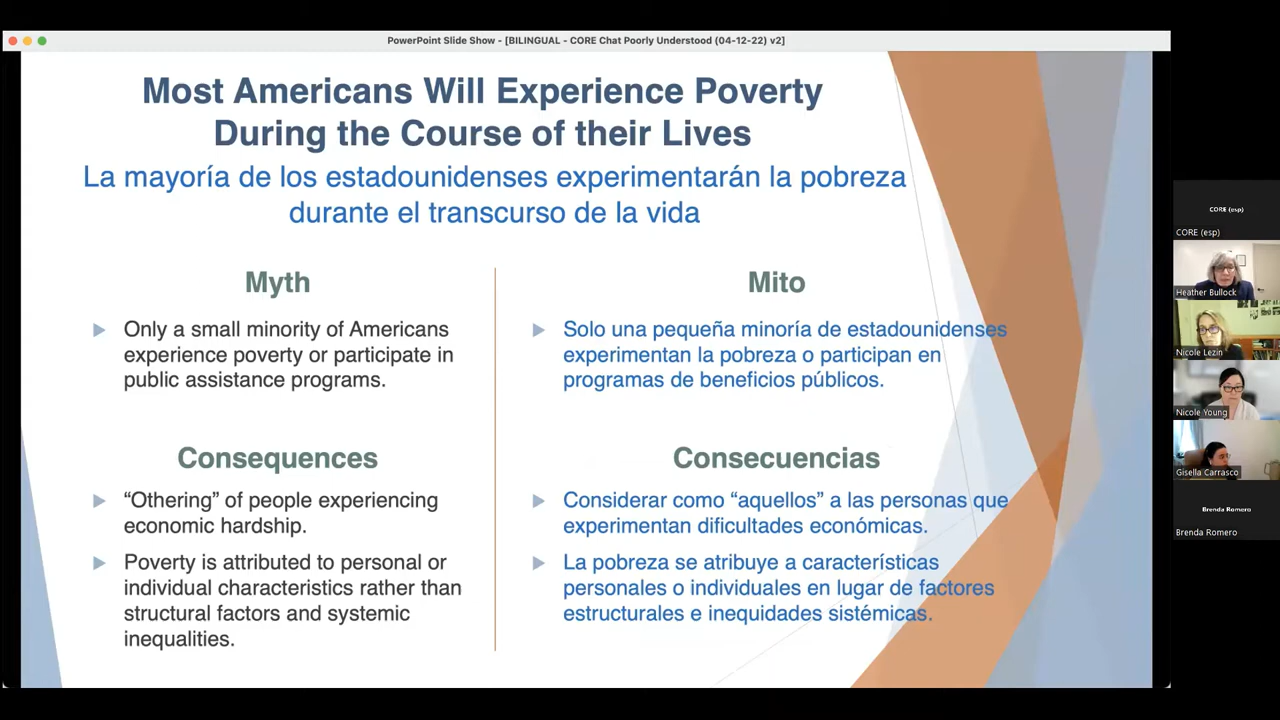 PowerPoint Slide Show - [BILINGUAL - CORE Chat Poorly Understood (04-12-22) v2]
Most Americans Will Experience Poverty
During the Course of their Lives
La mayoría de los estadounidenses experimentarán la pobreza
durante el transcurso de la vida
Myth
Only a small minority of Americans
experience poverty or participate in
public assistance programs.
Consequences
“Othering” of people experiencing
economic hardship.
Poverty is attributed to personal or
individual characteristics rather than
structural factors and systemic
inequalities.
Mito
Solo una pequeña minoría de estadounidenses
experimentan la pobreza o participan en
programas de beneficios públicos.
Consecuencias
Considerar como “aquellos” a las personas que
experimentan dificultades económicas.
La pobreza se atribuye a características
personales o individuales en lugar de factores
estructurales e inequidades sistémicas.
CORE (esp)
CORE (esp)
Heather Bullock
Nicole Lezin
Nicole Young
Gisella Carrasco
Brenda Romero
Brenda Romero